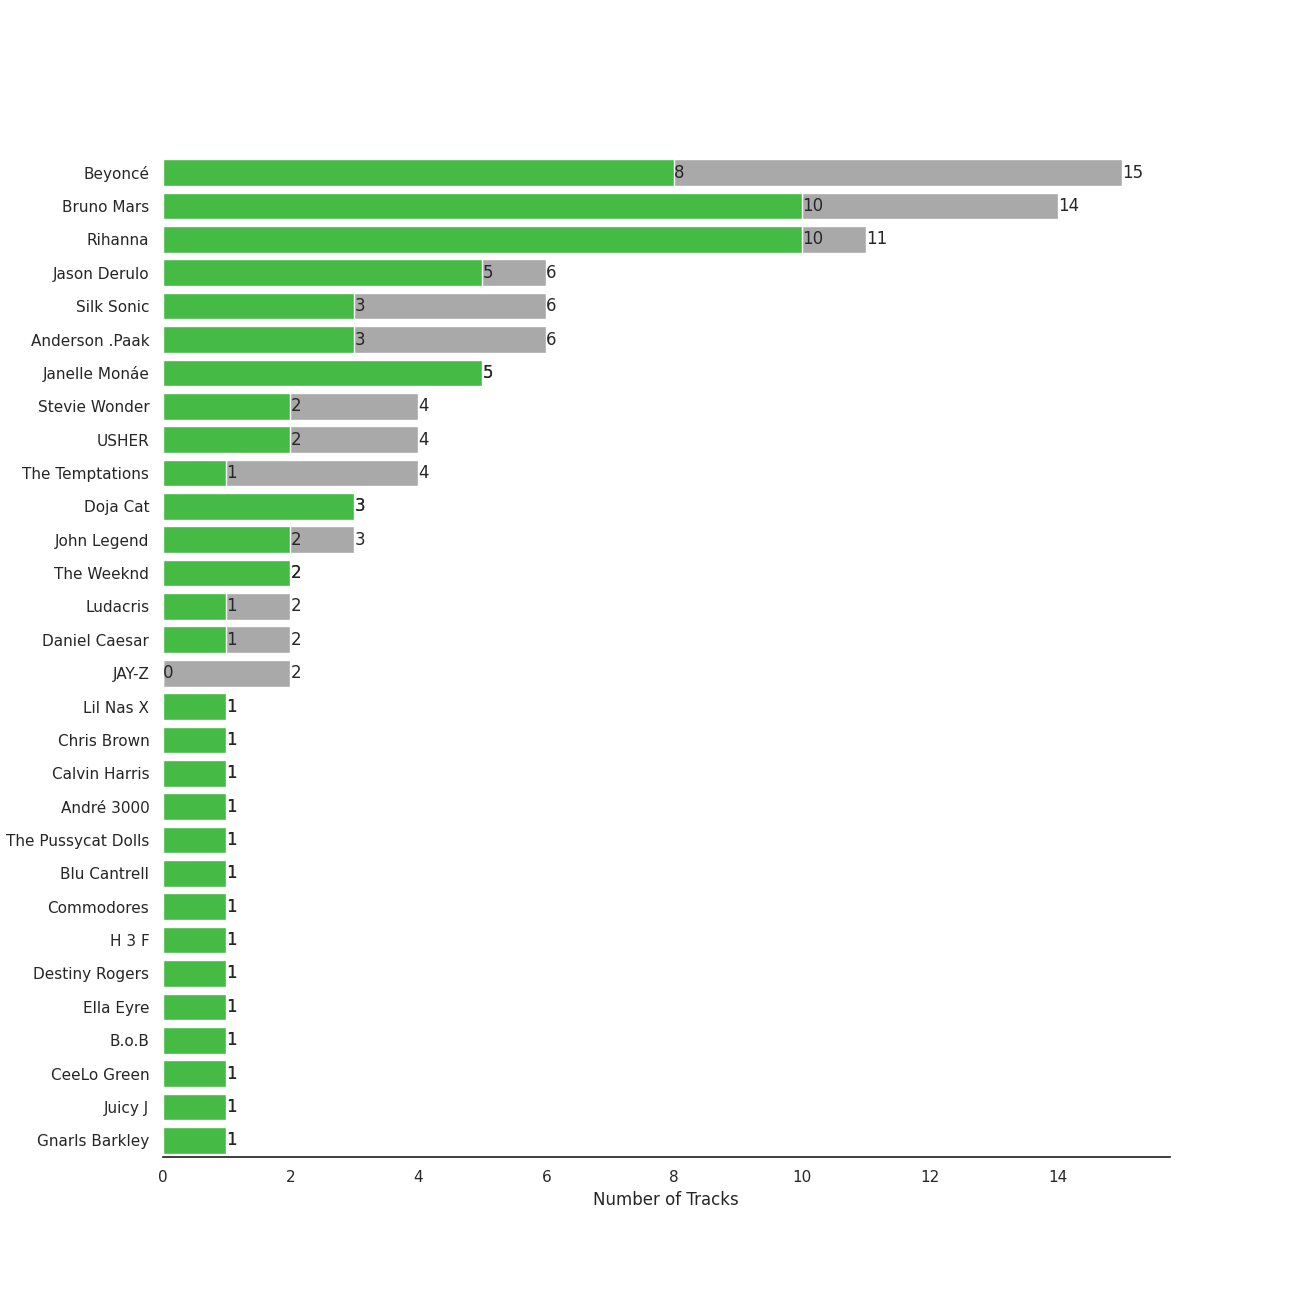 Beyoncé 8 15
Bruno Mars 10 14
Rihanna 10 11
Jason Derulo 5 6
Silk Sonic 3 6
Anderson .Paak 3 6
Janelle Monáe 5
Stevie Wonder 2 4
USHER 2 4
The Temptations 1 4
Doja Cat 3
John Legend 2 3
The Weeknd 2
Ludacris 1 2
Daniel Caesar 1 2
JAY-Z 0 2
Lil Nas X 1
Chris Brown 1
Calvin Harris 1
André 3000 1
The Pussycat Dolls 1
Blu Cantrell 1
Commodores 1
H 3 F 1
Destiny Rogers 1
Ella Eyre 1
B.o.B 1
CeeLo Green 1
Juicy J 1
Gnarls Barkley 1
0 2 4 6 8 10 12 14
Number of Tracks